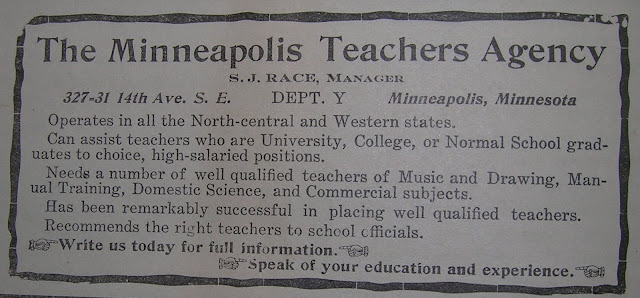 The Minneapolis Teachers Agency
S. J. RACE, MANAGER
327-31 14th Ave. S. E. DEPT. Y Minneapolis, Minnesota
Operates in all the North-central and Western states.
Can assist teachers who are University, College, or Normal School grad-
uates to choice, high-salaried positions.
Needs a number of well qualified teachers of Music and Drawing, Man-
ual Training, Domestic Science, and Commercial subjects.
Has been remarkably successful in placing well qualified teachers.
Recommends the right teachers to school officials.
☞Write us today for full information.☜
☞Speak of your education and experience.☜